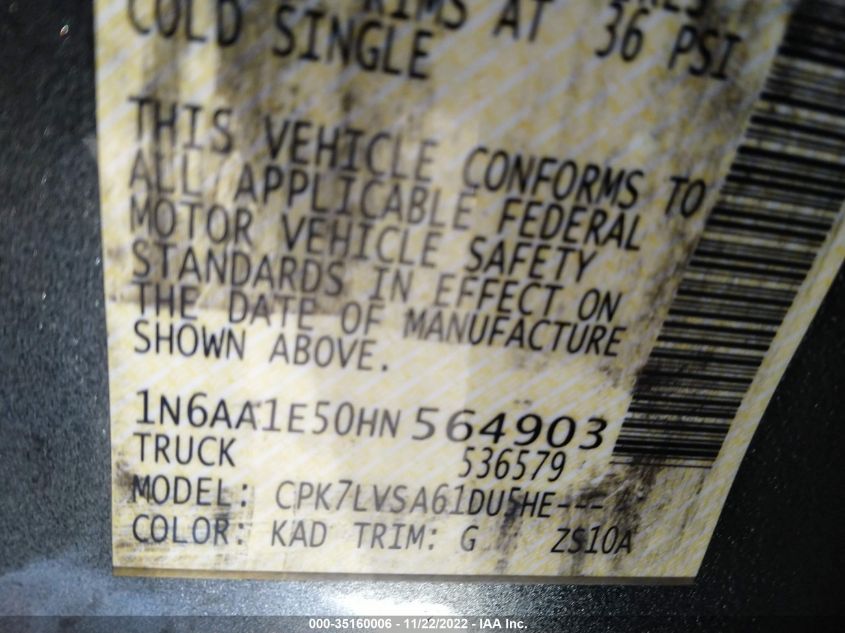 RIMS AT
COLD SINGLE 36 PSI
THIS VEHICLE CONFORMS TO
ALL APPLICABLE FEDERAL
MOTOR VEHICLE SAFETY
STANDARDS IN EFFECT ON
THE DATE OF MANUFACTURE
SHOWN ABOVE.
1N6AA1E50HN564903
TRUCK 536579
MODEL: CPK7LVSA61DU5HE---
COLOR: KAD TRIM: G ZS10A
000-35160006 - 11/22/2022 - IAA Inc.